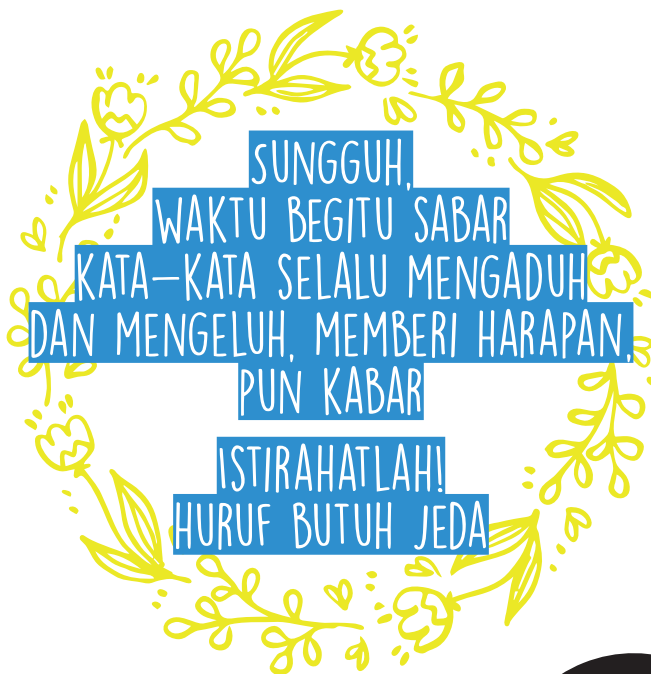 SUNGGUH,
WAKTU BEGITU SABAR
KATA–KATA SELALU MENGADUH
DAN MENGELUH, MEMBERI HARAPAN,
PUN KABAR
ISTIRAHATLAH!
HURUF BUTUH JEDA